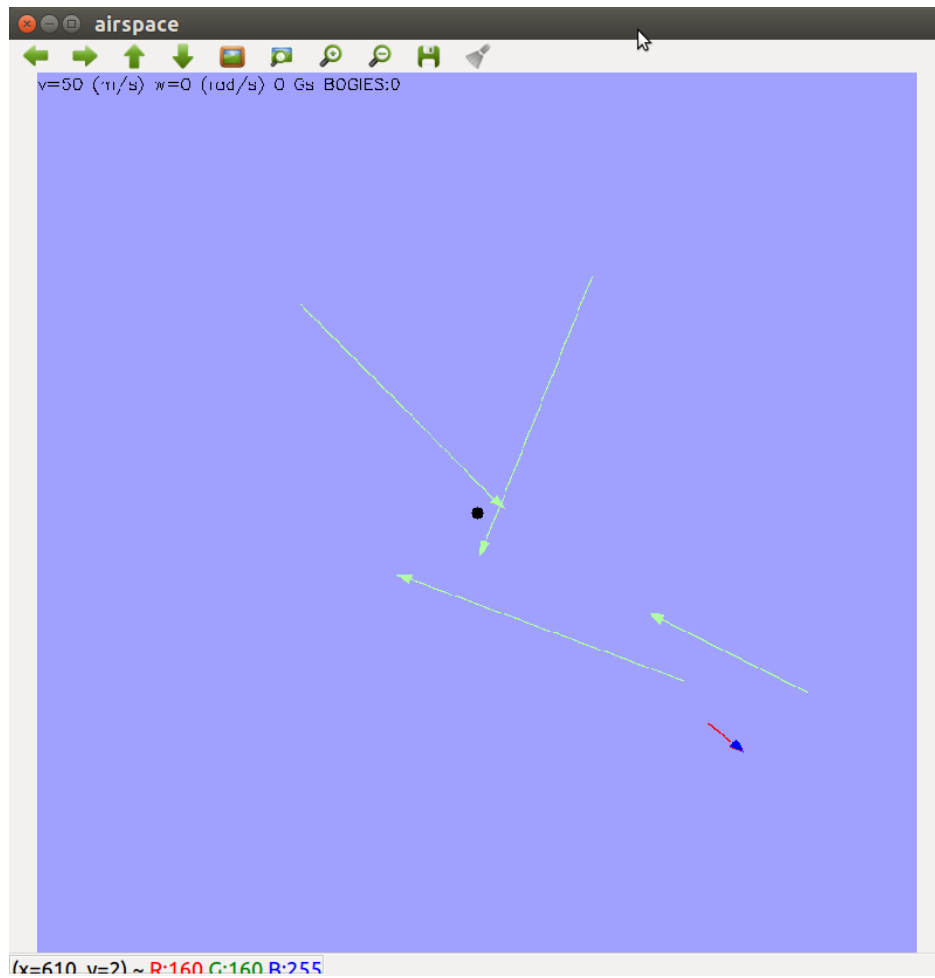 airspace
v=50 (m/s) w=0 (rad/s) 0 Gs BOGIES:0
(x=610, y=2) ~ R:160 G:160 B:255